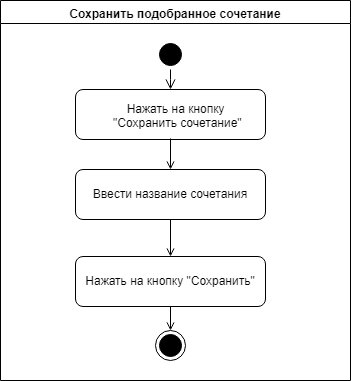 Сохранить подобранное сочетание
Нажать на кнопку
"Сохранить сочетание"
Ввести название сочетания
Нажать на кнопку "Сохранить"